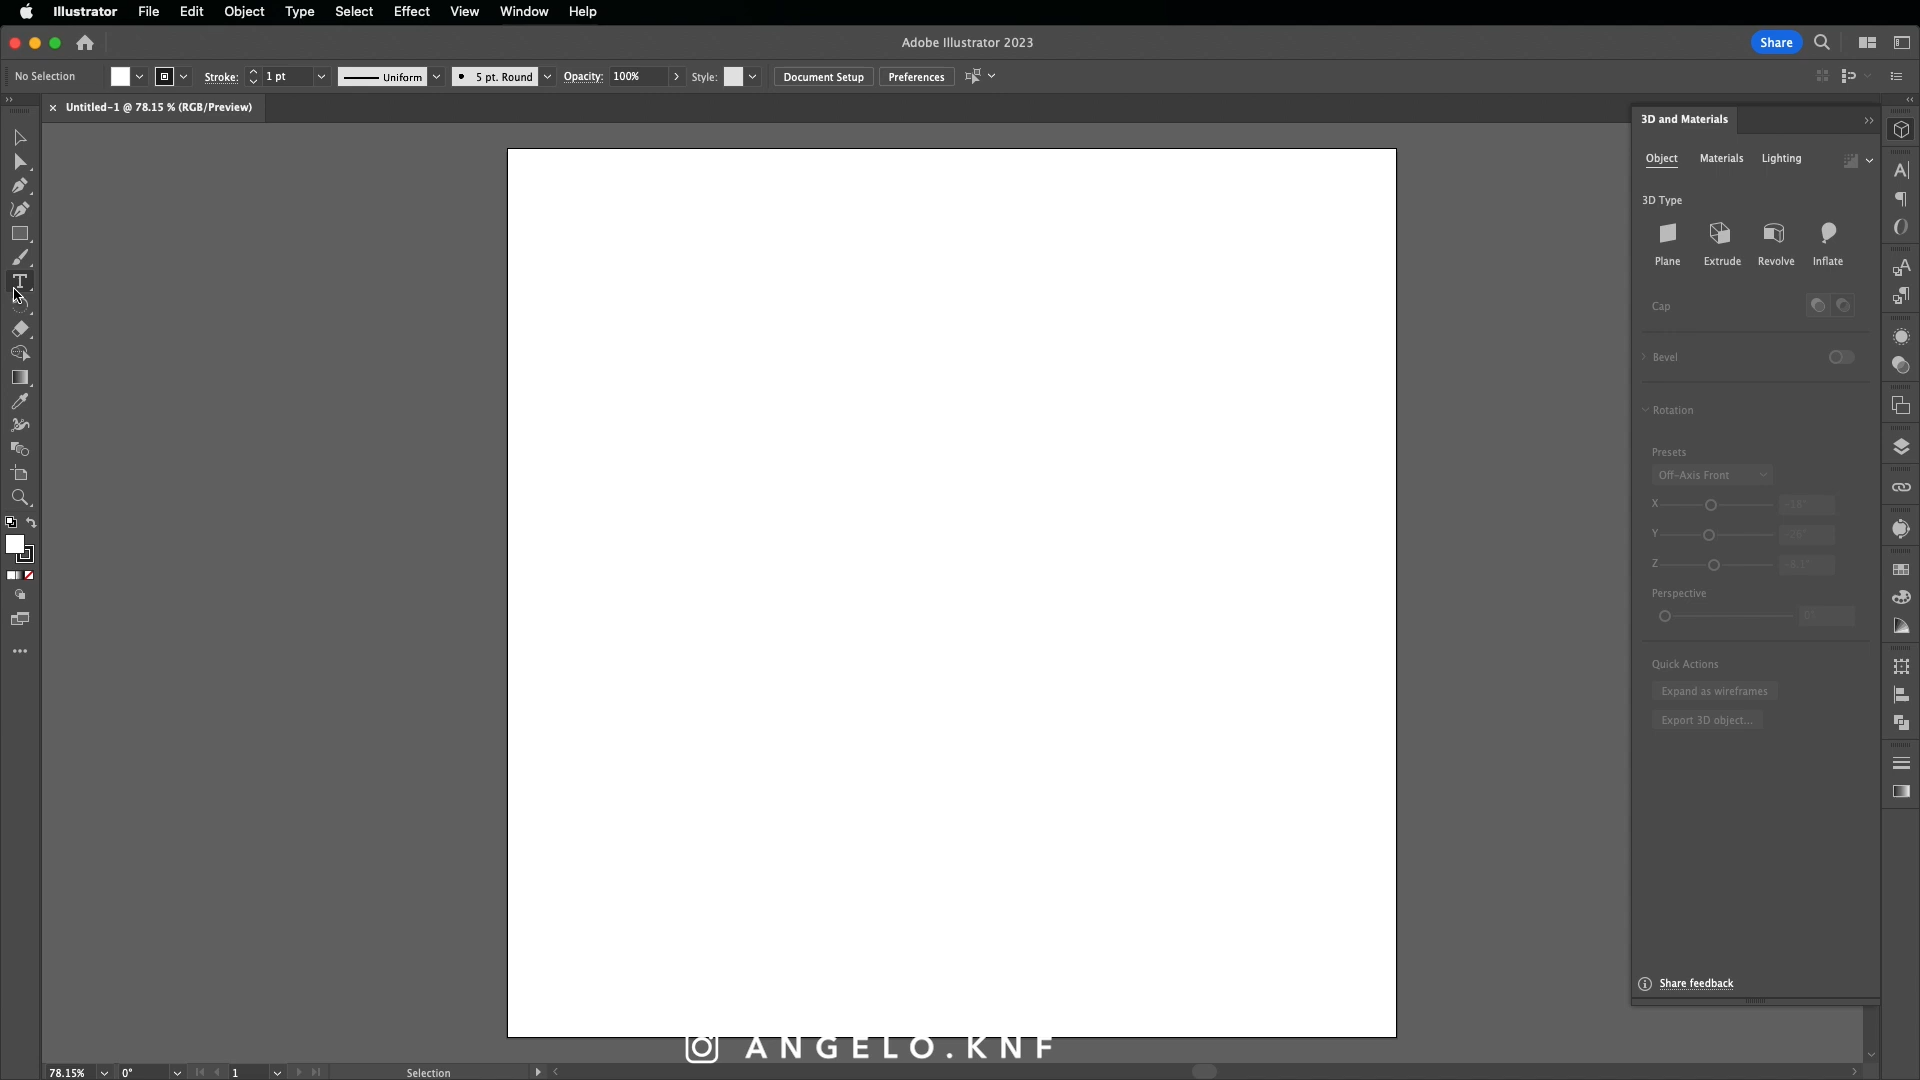 Illustrator File Edit Object Type Select Effect View Window Help
Adobe Illustrator 2023
Share
No Selection
Stroke: 1 pt
Uniform
5 pt. Round
Opacity: 100%
Style:
Document Setup
Preferences
× Untitled-1 @ 78.15 % (RGB/Preview)
3D and Materials
Object Materials Lighting
3D Type
Plane Extrude Revolve Inflate
Cap
Bevel
Rotation
Presets
Off-Axis Front
X
Y
Z
Perspective
Quick Actions
Expand as wireframes
Export 3D object...
Share feedback
ANGELO.KNF
78.15% 0° 1 Selection